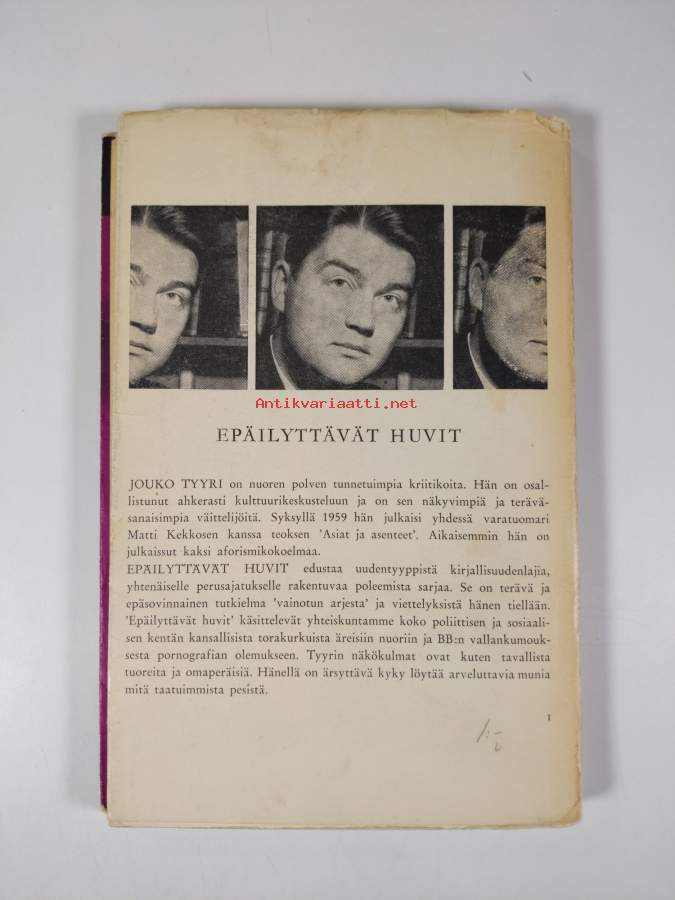 Antikvariaatti.net
EPÄILYTTÄVÄT HUVIT
JOUKO TYYRI on nuoren polven tunnetuimpia kriitikoita. Hän on osal-
listunut ahkerasti kulttuurikeskusteluun ja on sen näkyvimpiä ja terävä-
sanaisimpia väittelijöitä. Syksyllä 1959 hän julkaisi yhdessä varatuomari
Matti Kekkosen kanssa teoksen 'Asiat ja asenteet'. Aikaisemmin hän on
julkaissut kaksi aforismikokoelmaa.
EPÄILYTTÄVÄT HUVIT edustaa uudentyyppistä kirjallisuudenlajia,
yhtenäiselle perusajatukselle rakentuvaa poleemista sarjaa. Se on terävä ja
epäsovinnainen tutkielma 'vainotun arjesta' ja viettelyksistä hänen tiellään.
'Epäilyttävät huvit' käsittelevät yhteiskuntamme koko poliittisen ja sosiaali-
sen kentän kansallisista torakurkuista äreisiin nuoriin ja BB:n vallankumouk-
sesta pornografian olemukseen. Tyyrin näkökulmat ovat kuten tavallista
tuoreita ja omaperäisiä. Hänellä on ärsyttävä kyky löytää arveluttavia munia
mitä taatuimmista pesistä.
1